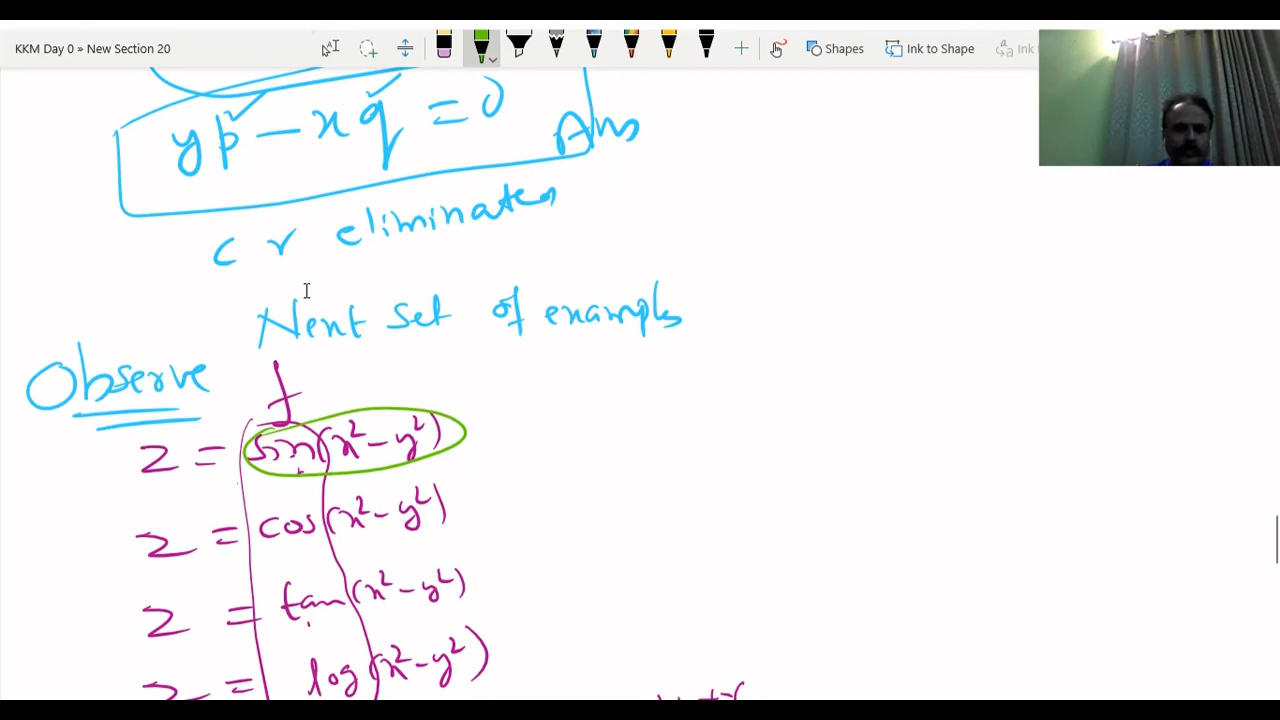 KKM Day 0 » New Section 20
Shapes
Ink to Shape
Ink
yp - xq = 0 Ans
c r eliminated
Next set of examples
Observe
f
z = sin(x² - y²)
z = cos(x² - y²)
z = tan(x² - y²)
z = log(x² - y²)